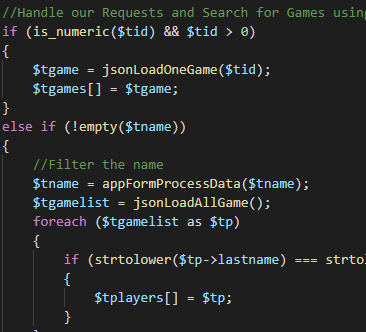 //Handle our Requests and Search for Games using
if (is_numeric($tid) && $tid > 0)
{
    $tgame = jsonLoadOneGame($tid);
    $tgames[] = $tgame;
}
else if (!empty($tname))
{
    //Filter the name
    $tname = appFormProcessData($tname);
    $tgamelist = jsonLoadAllGame();
    foreach ($tgamelist as $tp)
    {
        if (strtolower($tp->lastname) === strtol
        {
            $tplayers[] = $tp;
        }